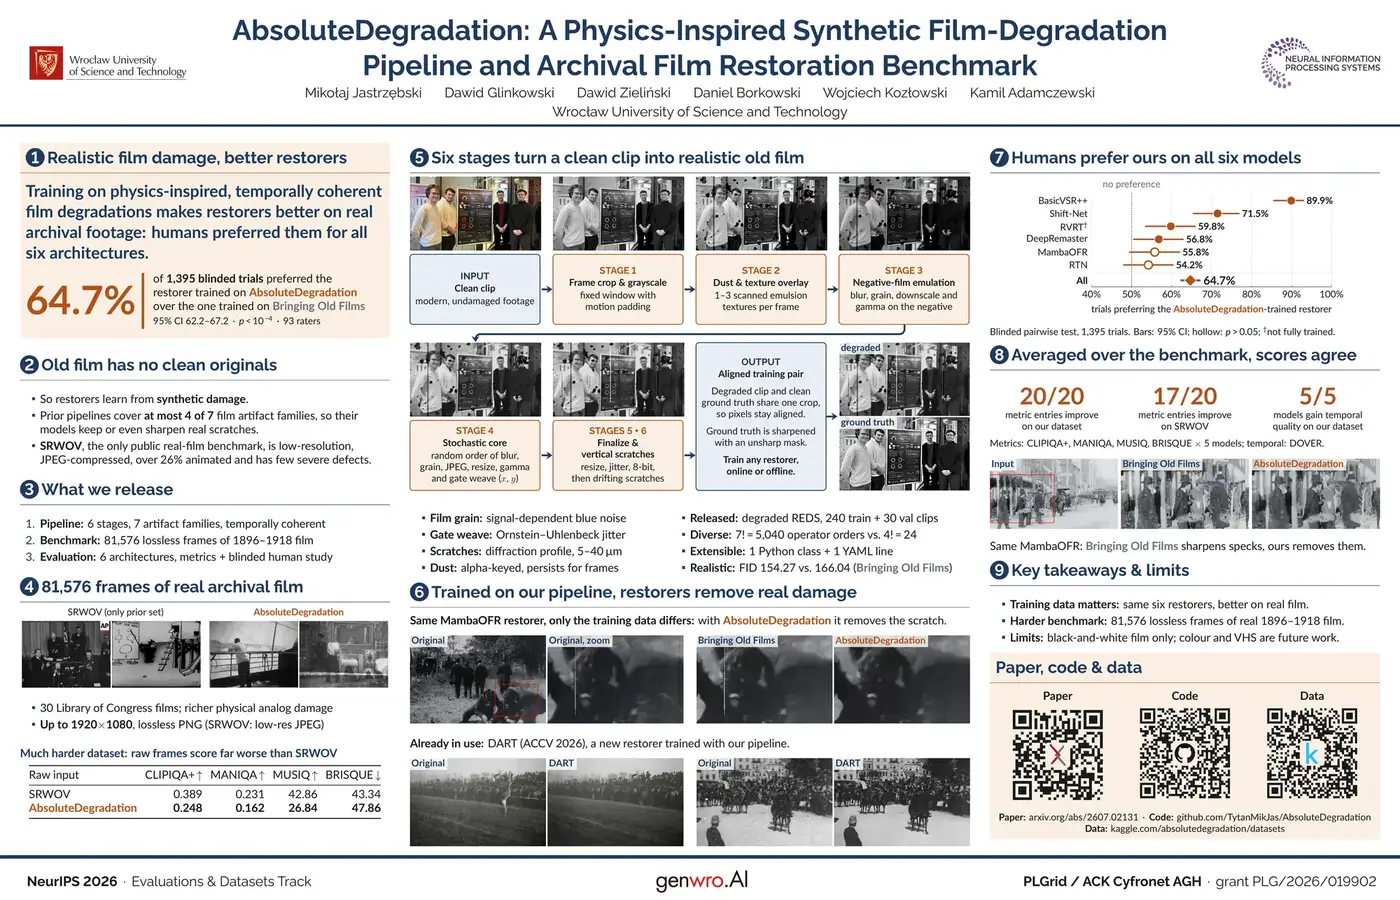 Wrocław University
of Science and Technology
AbsoluteDegradation: A Physics-Inspired Synthetic Film-Degradation
Pipeline and Archival Film Restoration Benchmark
Mikołaj Jastrzębski Dawid Glinkowski Dawid Zieliński Daniel Borkowski Wojciech Kozłowski Kamil Adamczewski
Wrocław University of Science and Technology
NEURAL INFORMATION
PROCESSING SYSTEMS
1 Realistic film damage, better restorers
Training on physics-inspired, temporally coherent
film degradations makes restorers better on real
archival footage: humans preferred them for all
six architectures.
64.7%
of 1,395 blinded trials preferred the
restorer trained on AbsoluteDegradation
over the one trained on Bringing Old Films
95% CI 62.2–67.2 · p < 10⁻⁴ · 93 raters
2 Old film has no clean originals
• So restorers learn from synthetic damage.
• Prior pipelines cover at most 4 of 7 film artifact families, so their
models keep or even sharpen real scratches.
• SRWOV, the only public real-film benchmark, is low-resolution,
JPEG-compressed, over 26% animated and has few severe defects.
3 What we release
1. Pipeline: 6 stages, 7 artifact families, temporally coherent
2. Benchmark: 81,576 lossless frames of 1896–1918 film
3. Evaluation: 6 architectures, metrics + blinded human study
4 81,576 frames of real archival film
SRWOV (only prior set) AbsoluteDegradation
AP
• 30 Library of Congress films; richer physical analog damage
• Up to 1920×1080, lossless PNG (SRWOV: low-res JPEG)
Much harder dataset: raw frames score far worse than SRWOV
Raw input CLIPIQA+↑ MANIQA↑ MUSIQ↑ BRISQUE↓
SRWOV 0.389 0.231 42.86 43.34
AbsoluteDegradation 0.248 0.162 26.84 47.86
5 Six stages turn a clean clip into realistic old film
INPUT
Clean clip
modern, undamaged footage
STAGE 1
Frame crop & grayscale
fixed window with
motion padding
STAGE 2
Dust & texture overlay
1–3 scanned emulsion
textures per frame
STAGE 3
Negative-film emulation
blur, grain, downscale and
gamma on the negative
STAGE 4
Stochastic core
random order of blur,
grain, JPEG, resize, gamma
and gate weave (x, y)
STAGES 5 + 6
Finalize &
vertical scratches
resize, jitter, 8-bit,
then drifting scratches
OUTPUT
Aligned training pair
Degraded clip and clean
ground truth share one crop,
so pixels stay aligned.
Ground truth is sharpened
with an unsharp mask.
Train any restorer,
online or offline.
degraded
ground truth
• Film grain: signal-dependent blue noise
• Gate weave: Ornstein–Uhlenbeck jitter
• Scratches: diffraction profile, 5–40 μm
• Dust: alpha-keyed, persists for frames
• Released: degraded REDS, 240 train + 30 val clips
• Diverse: 7! = 5,040 operator orders vs. 4! = 24
• Extensible: 1 Python class + 1 YAML line
• Realistic: FID 154.27 vs. 166.04 (Bringing Old Films)
6 Trained on our pipeline, restorers remove real damage
Same MambaOFR restorer, only the training data differs: with AbsoluteDegradation it removes the scratch.
Original Original, zoom Bringing Old Films AbsoluteDegradation
Already in use: DART (ACCV 2026), a new restorer trained with our pipeline.
Original DART Original DART
7 Humans prefer ours on all six models
no preference
BasicVSR++ 89.9%
Shift-Net 71.5%
RVRT† 59.8%
DeepRemaster 56.8%
MambaOFR 55.8%
RTN 54.2%
All 64.7%
40% 50% 60% 70% 80% 90% 100%
trials preferring the AbsoluteDegradation-trained restorer
Blinded pairwise test, 1,395 trials. Bars: 95% CI; hollow: p > 0.05; †not fully trained.
8 Averaged over the benchmark, scores agree
20/20
metric entries improve
on our dataset
17/20
metric entries improve
on SRWOV
5/5
models gain temporal
quality on our dataset
Metrics: CLIPIQA+, MANIQA, MUSIQ, BRISQUE × 5 models; temporal: DOVER.
Input Bringing Old Films AbsoluteDegradation
Same MambaOFR: Bringing Old Films sharpens specks, ours removes them.
9 Key takeaways & limits
• Training data matters: same six restorers, better on real film.
• Harder benchmark: 81,576 lossless frames of real 1896–1918 film.
• Limits: black-and-white film only; colour and VHS are future work.
Paper, code & data
Paper Code Data
k
Paper: arxiv.org/abs/2607.02131 · Code: github.com/TytanMikJas/AbsoluteDegradation
Data: kaggle.com/absolutedegradation/datasets
NeurIPS 2026 · Evaluations & Datasets Track
genwro.AI
PLGrid / ACK Cyfronet AGH · grant PLG/2026/019902